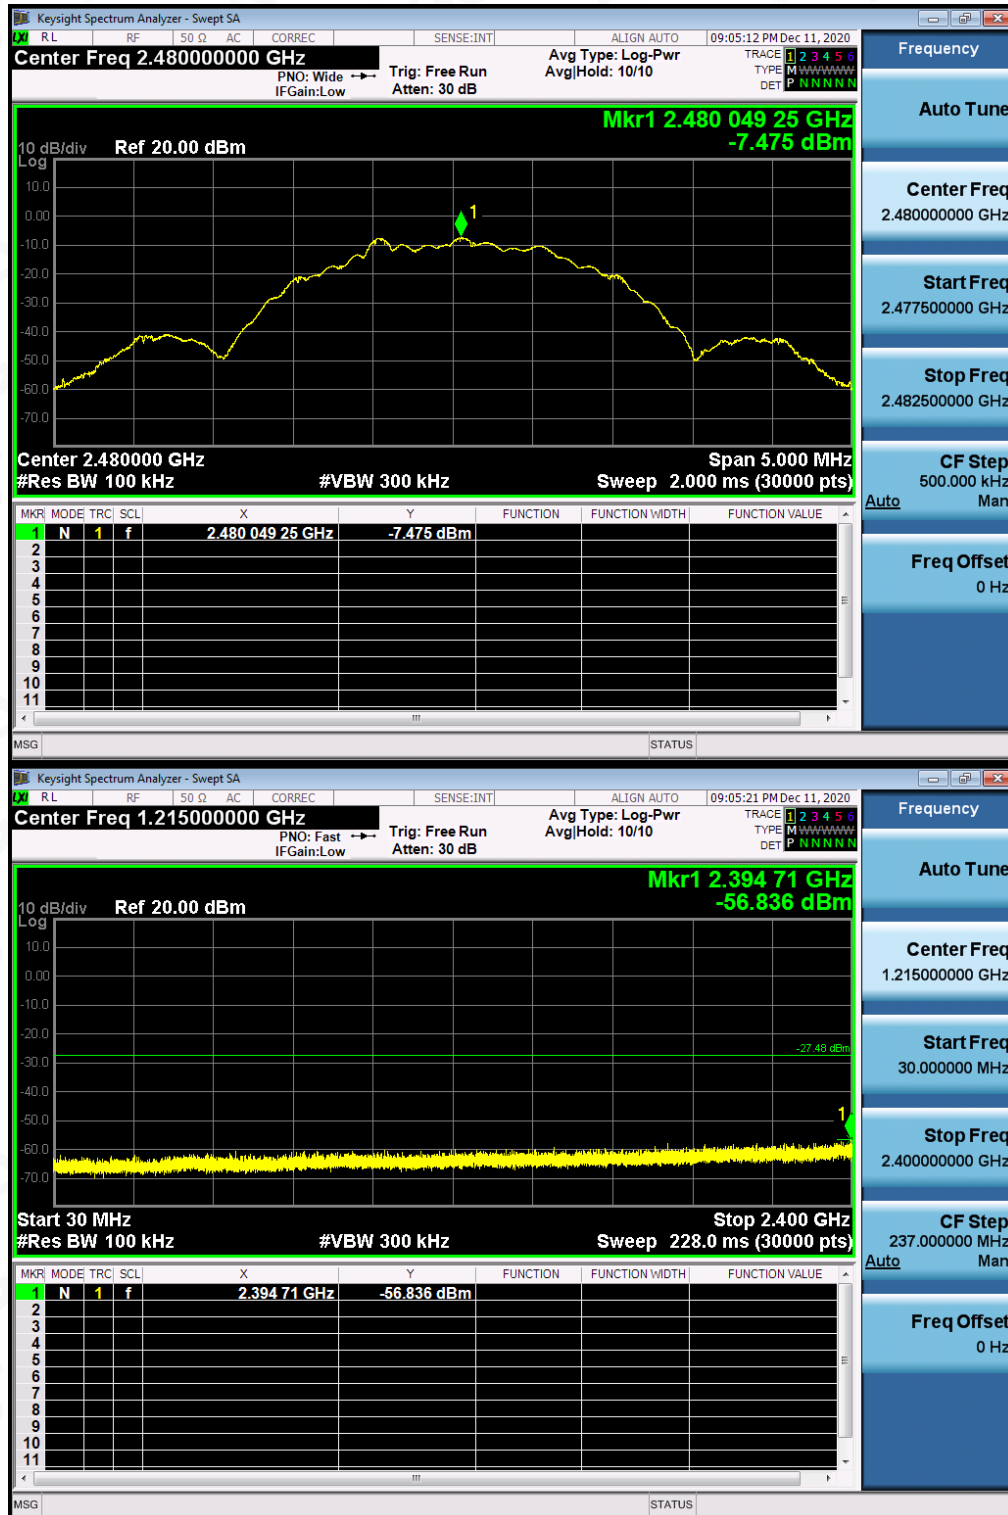 Keysight Spectrum Analyzer - Swept SA
LXI RL RF 50 Ω AC CORREC SENSE:INT ALIGN AUTO 09:05:12 PM Dec 11, 2020
Center Freq 2.480000000 GHz
PNO: Wide
IFGain:Low
Trig: Free Run
Atten: 30 dB
Avg Type: Log-Pwr
Avg|Hold: 10/10
TRACE 1 2 3 4 5 6
TYPE M WWWWW
DET P N N N N N
Mkr1 2.480 049 25 GHz
-7.475 dBm
10 dB/div Ref 20.00 dBm
Log
10.0
0.00
-10.0
-20.0
-30.0
-40.0
-50.0
-60.0
-70.0
1
Center 2.480000 GHz Span 5.000 MHz
#Res BW 100 kHz #VBW 300 kHz Sweep 2.000 ms (30000 pts)
MKR MODE TRC SCL X Y FUNCTION FUNCTION WIDTH FUNCTION VALUE
1 N 1 f 2.480 049 25 GHz -7.475 dBm
2
3
4
5
6
7
8
9
10
11
MSG STATUS
Frequency
Auto Tune
Center Freq
2.480000000 GHz
Start Freq
2.477500000 GHz
Stop Freq
2.482500000 GHz
CF Step
500.000 kHz
Auto Man
Freq Offset
0 Hz
Keysight Spectrum Analyzer - Swept SA
LXI RL RF 50 Ω AC CORREC SENSE:INT ALIGN AUTO 09:05:21 PM Dec 11, 2020
Center Freq 1.215000000 GHz
PNO: Fast
IFGain:Low
Trig: Free Run
Atten: 30 dB
Avg Type: Log-Pwr
Avg|Hold: 10/10
TRACE 1 2 3 4 5 6
TYPE M WWWWW
DET P N N N N N
Mkr1 2.394 71 GHz
-56.836 dBm
10 dB/div Ref 20.00 dBm
Log
10.0
0.00
-10.0
-20.0
-27.48 dBm
-30.0
-40.0
-50.0
-60.0
-70.0
1
Start 30 MHz Stop 2.400 GHz
#Res BW 100 kHz #VBW 300 kHz Sweep 228.0 ms (30000 pts)
MKR MODE TRC SCL X Y FUNCTION FUNCTION WIDTH FUNCTION VALUE
1 N 1 f 2.394 71 GHz -56.836 dBm
2
3
4
5
6
7
8
9
10
11
MSG STATUS
Frequency
Auto Tune
Center Freq
1.215000000 GHz
Start Freq
30.000000 MHz
Stop Freq
2.400000000 GHz
CF Step
237.000000 MHz
Auto Man
Freq Offset
0 Hz